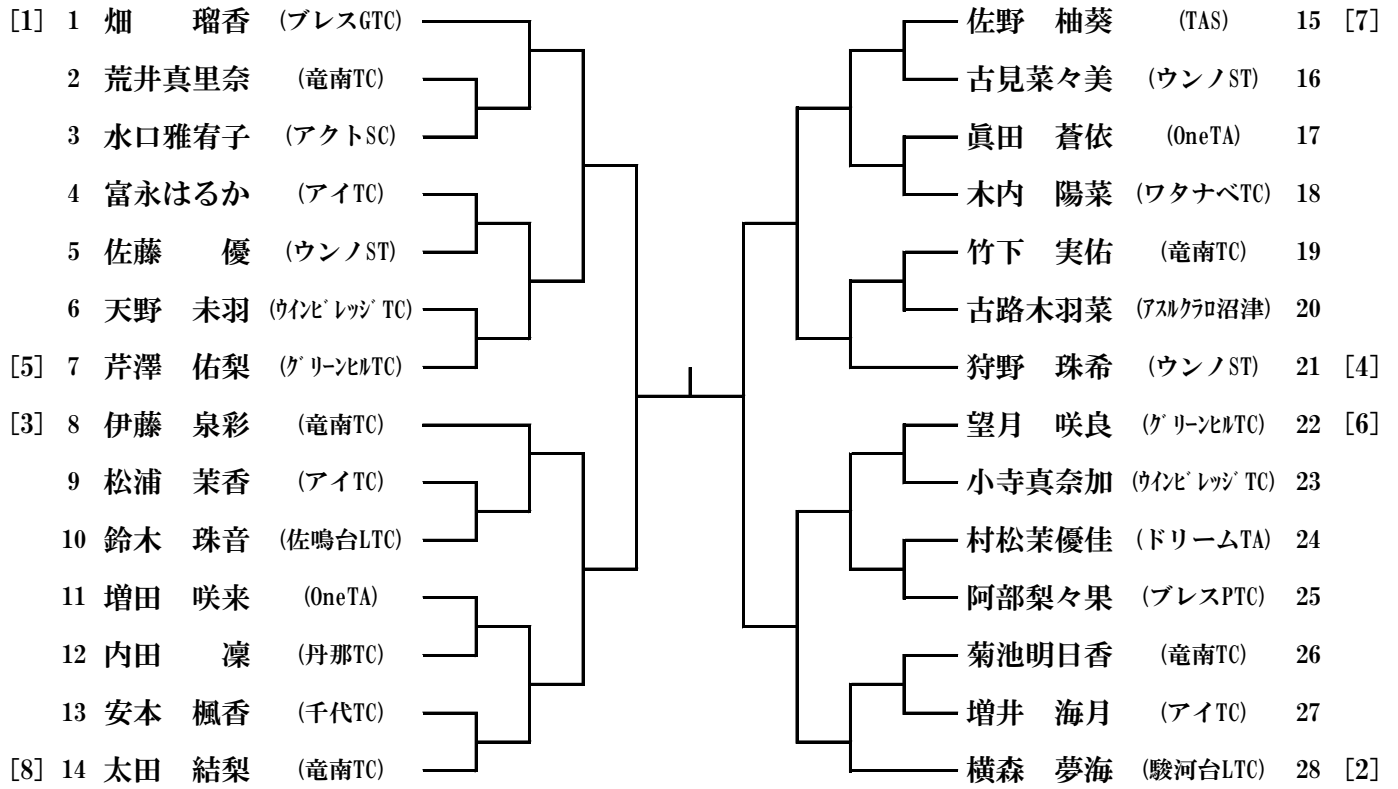 [1] 1 畑　　瑠香 (ブレスGTC)
2 荒井真里奈 (竜南TC)
3 水口雅宥子 (アクトSC)
4 富永はるか (アイTC)
5 佐藤　　優 (ウンノST)
6 天野　未羽 (ｳｲﾝﾋﾞﾚｯｼﾞTC)
[5] 7 芹澤　佑梨 (ｸﾞﾘｰﾝﾋﾙTC)
[3] 8 伊藤　泉彩 (竜南TC)
9 松浦　茉香 (アイTC)
10 鈴木　珠音 (佐鳴台LTC)
11 増田　咲来 (OneTA)
12 内田　　凜 (丹那TC)
13 安本　楓香 (千代TC)
[8] 14 太田　結梨 (竜南TC)
佐野　柚葵 (TAS) 15 [7]
古見菜々美 (ウンノST) 16
眞田　蒼依 (OneTA) 17
木内　陽菜 (ワタナベTC) 18
竹下　実佑 (竜南TC) 19
古路木羽菜 (ｱｽﾙｸﾗﾛ沼津) 20
狩野　珠希 (ウンノST) 21 [4]
望月　咲良 (ｸﾞﾘｰﾝﾋﾙTC) 22 [6]
小寺真奈加 (ｳｲﾝﾋﾞﾚｯｼﾞTC) 23
村松茉優佳 (ドリームTA) 24
阿部梨々果 (ブレスPTC) 25
菊池明日香 (竜南TC) 26
増井　海月 (アイTC) 27
横森　夢海 (駿河台LTC) 28 [2]